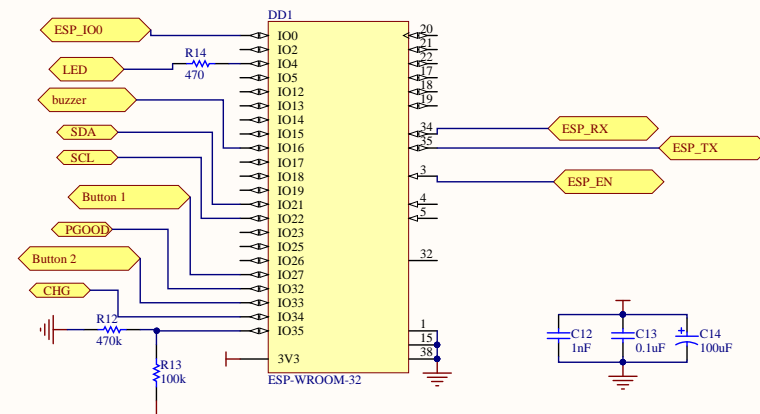 DD1
ESP_IO0
IO0
20
IO2
21
LED
R14
470
IO4
22
IO5
17
buzzer
IO12
18
IO13
19
IO14
SDA
IO15
34
ESP_RX
IO16
35
ESP_TX
SCL
IO17
IO18
3
ESP_EN
IO19
Button 1
IO21
4
IO22
5
PGOOD
IO23
IO25
Button 2
IO26
32
IO27
CHG
IO32
IO33
IO34
R12
470k
IO35
1
15
R13
100k
3V3
38
ESP-WROOM-32
C12
1nF
C13
0.1uF
C14
100uF
+